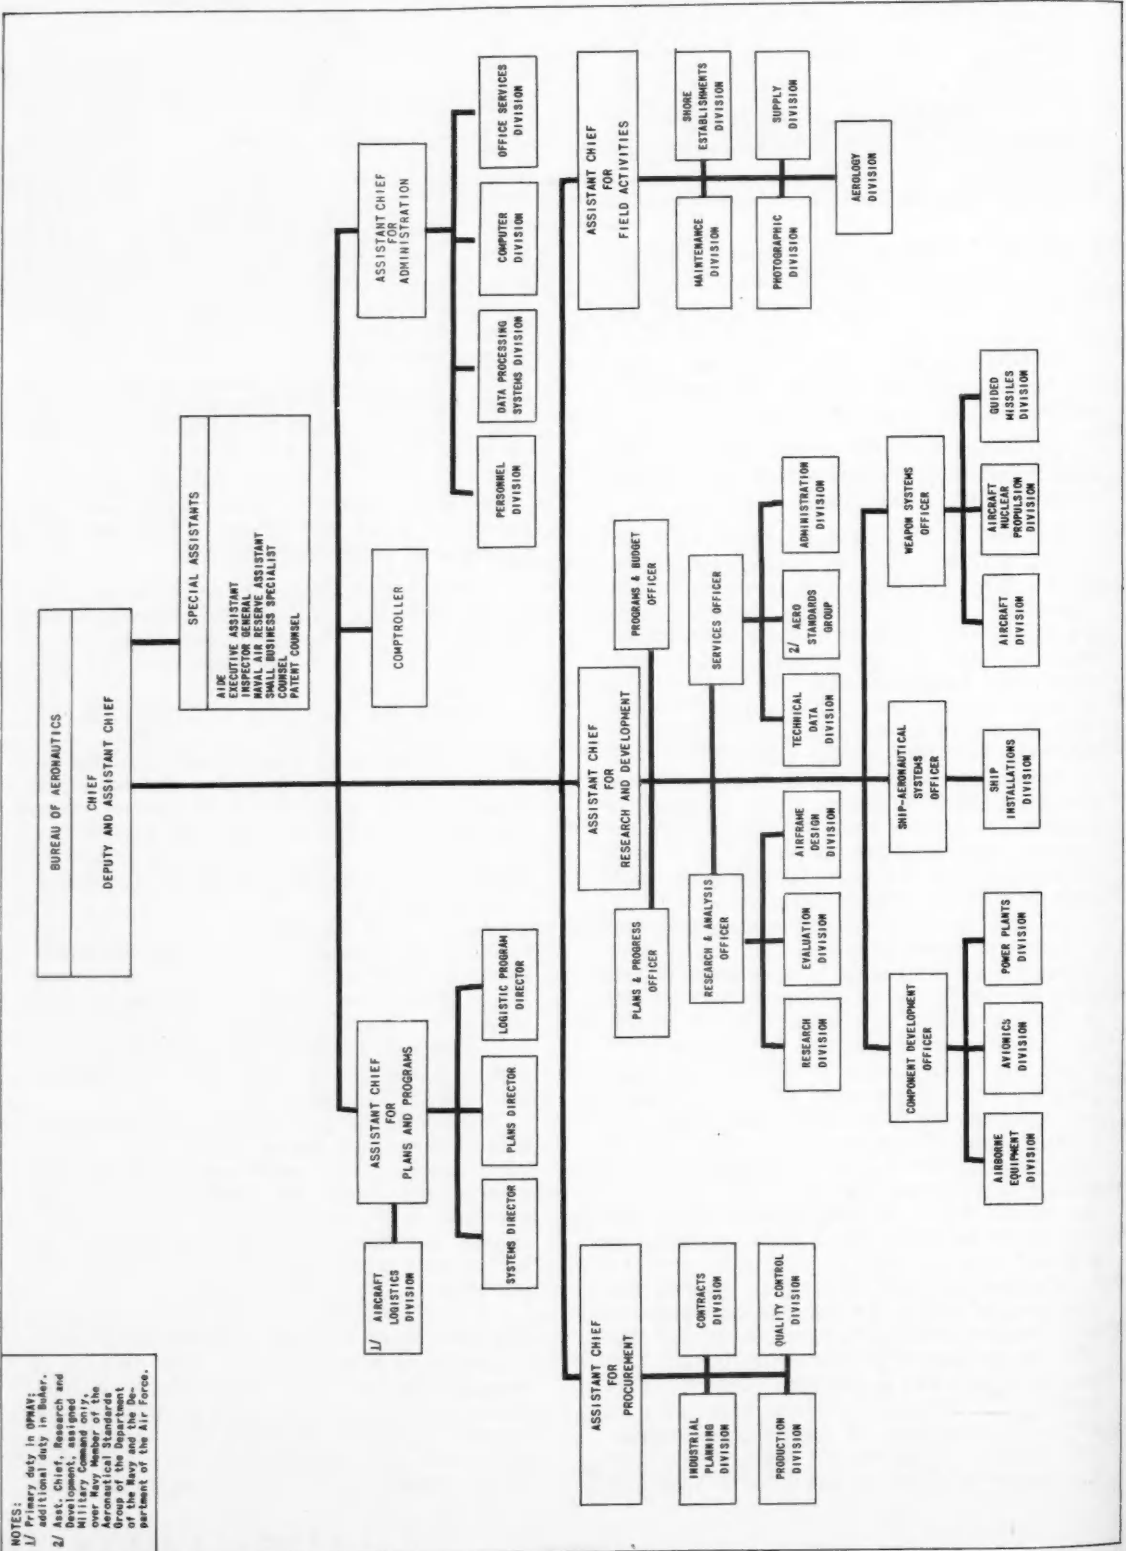 BUREAU OF AERONAUTICS
CHIEF
DEPUTY AND ASSISTANT CHIEF
SPECIAL ASSISTANTS
AIDE
EXECUTIVE ASSISTANT
INSPECTOR GENERAL
NAVAL AIR RESERVE ASSISTANT
SMALL BUSINESS SPECIALIST
COUNSEL
PATENT COUNSEL
NOTES:
1/ Primary duty in OPNAV;
additional duty in BuAer.
2/ Asst. Chief, Research and
Development, assigned
Military Command only,
over Navy Member of the
Aeronautical Standards
Group of the Department
of the Navy and the De-
partment of the Air Force.
1/ AIRCRAFT
LOGISTICS
DIVISION
ASSISTANT CHIEF
FOR
PLANS AND PROGRAMS
COMPTROLLER
ASSISTANT CHIEF
FOR
ADMINISTRATION
SYSTEMS DIRECTOR
PLANS DIRECTOR
LOGISTIC PROGRAM
DIRECTOR
PERSONNEL
DIVISION
DATA PROCESSING
SYSTEMS DIVISION
COMPUTER
DIVISION
OFFICE SERVICES
DIVISION
ASSISTANT CHIEF
FOR
PROCUREMENT
INDUSTRIAL
PLANNING
DIVISION
CONTRACTS
DIVISION
PRODUCTION
DIVISION
QUALITY CONTROL
DIVISION
ASSISTANT CHIEF
FOR
RESEARCH AND DEVELOPMENT
PLANS & PROGRESS
OFFICER
PROGRAMS & BUDGET
OFFICER
RESEARCH & ANALYSIS
OFFICER
SERVICES OFFICER
RESEARCH
DIVISION
EVALUATION
DIVISION
AIRFRAME
DESIGN
DIVISION
TECHNICAL
DATA
DIVISION
2/ AERO
STANDARDS
GROUP
ADMINISTRATION
DIVISION
COMPONENT DEVELOPMENT
OFFICER
SHIP-AERONAUTICAL
SYSTEMS
OFFICER
WEAPON SYSTEMS
OFFICER
AIRBORNE
EQUIPMENT
DIVISION
AVIONICS
DIVISION
POWER PLANTS
DIVISION
SHIP
INSTALLATIONS
DIVISION
AIRCRAFT
DIVISION
AIRCRAFT
NUCLEAR
PROPULSION
DIVISION
GUIDED
MISSILES
DIVISION
ASSISTANT CHIEF
FOR
FIELD ACTIVITIES
MAINTENANCE
DIVISION
SHORE
ESTABLISHMENTS
DIVISION
PHOTOGRAPHIC
DIVISION
SUPPLY
DIVISION
AEROLOGY
DIVISION